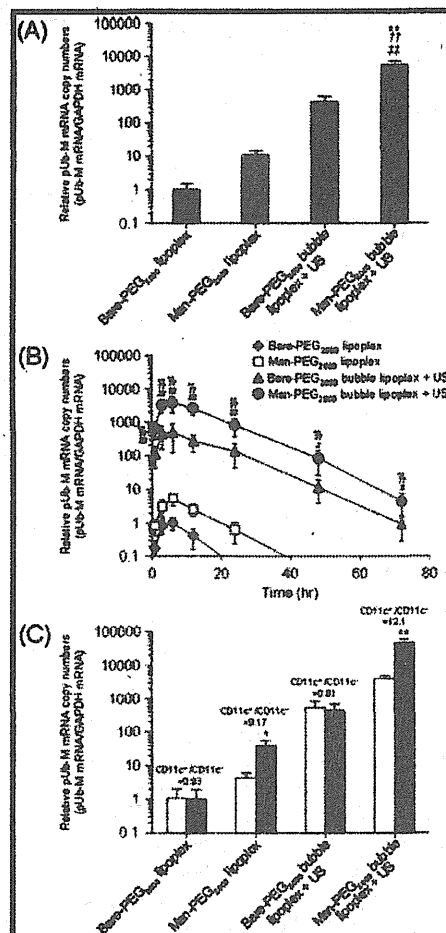 (A)
Relative pUb-M mRNA copy numbers
(pUb-M mRNA/GAPDH mRNA)
100000
10000
1000
100
10
1
0.1
**
††
##
Bare-PEG2000 lipoplex
Man-PEG2000 lipoplex
Bare-PEG2000 bubble
lipoplex + US
Man-PEG2000 bubble
lipoplex + US
(B)
Bare-PEG2000 lipoplex
Man-PEG2000 lipoplex
Bare-PEG2000 bubble lipoplex + US
Man-PEG2000 bubble lipoplex + US
Relative pUb-M mRNA copy numbers
(pUb-M mRNA/GAPDH mRNA)
100000
10000
1000
100
10
1
0.1
0
20
40
60
80
Time (hr)
(C)
Relative pUb-M mRNA copy numbers
(pUb-M mRNA/GAPDH mRNA)
100000
10000
1000
100
10
1
0.1
CD11c+/CD11c-
CD11c+/CD11c-
=9.17
*
CD11c+/CD11c-
CD11c+/CD11c-
=12.1
**
Bare-PEG2000 lipoplex
Man-PEG2000 lipoplex
Bare-PEG2000 bubble
lipoplex + US
Man-PEG2000 bubble
lipoplex + US